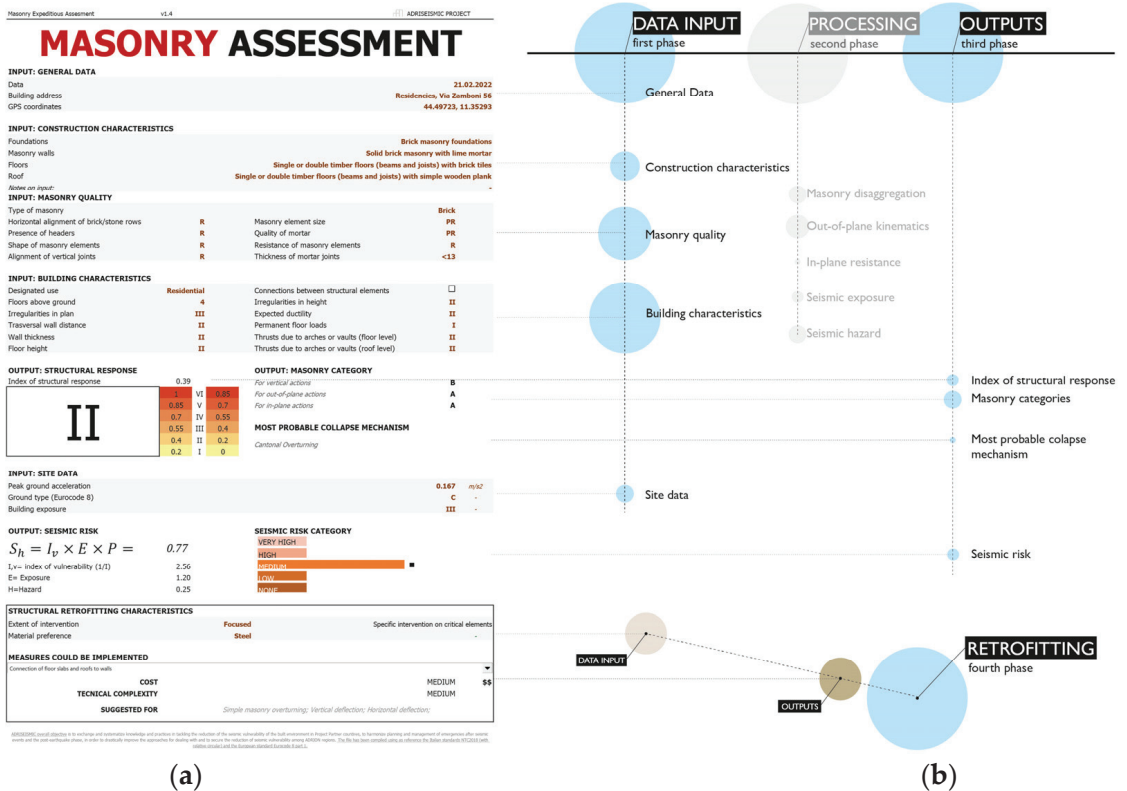 Masonry Expeditious Assessment v1.4 ADRISEISMIC PROJECT
MASONRY ASSESSMENT
INPUT: GENERAL DATA
Data 21.02.2022
Building address Residencies, Via Zamboni 56
GPS coordinates 44.49723, 11.35293
INPUT: CONSTRUCTION CHARACTERISTICS
Foundations Brick masonry foundations
Masonry walls Solid brick masonry with lime mortar
Floors Single or double timber floors (beams and joists) with brick tiles
Roof Single or double timber floors (beams and joists) with simple wooden plank
Notes on input: -
INPUT: MASONRY QUALITY
Type of masonry Brick
Horizontal alignment of brick/stone rows R Masonry element size PR
Presence of headers R Quality of mortar PR
Shape of masonry elements R Resistance of masonry elements R
Alignment of vertical joints R Thickness of mortar joints <13
INPUT: BUILDING CHARACTERISTICS
Designated use Residential Connections between structural elements ☐
Floors above ground 4 Irregularities in height II
Irregularities in plan III Expected ductility II
Trasversal wall distance II Permanent floor loads I
Wall thickness II Thrusts due to arches or vaults (floor level) II
Floor height II Thrusts due to arches or vaults (roof level) II
OUTPUT: STRUCTURAL RESPONSE OUTPUT: MASONRY CATEGORY
Index of structural response 0.39 For vertical actions B
II
1 VI 0.85 For out-of-plane actions A
0.85 V 0.7 For in-plane actions A
0.7 IV 0.55
0.55 III 0.4 MOST PROBABLE COLLAPSE MECHANISM
0.4 II 0.2 Cantonal Overturning
0.2 I 0
INPUT: SITE DATA
Peak ground acceleration 0.167 m/s2
Ground type (Eurocode 8) C -
Building exposure III -
OUTPUT: SEISMIC RISK SEISMIC RISK CATEGORY
Sh = Iv × E × P = 0.77
I,v= index of vulnerability (1/I) 2.56
E= Exposure 1.20
H=Hazard 0.25
VERY HIGH
HIGH
MEDIUM
LOW
NONE
STRUCTURAL RETROFITTING CHARACTERISTICS
Extent of intervention Focused Specific intervention on critical elements
Material preference Steel -
MEASURES COULD BE IMPLEMENTED
Connection of floor slabs and roofs to walls
COST MEDIUM $$
TECNICAL COMPLEXITY MEDIUM
SUGGESTED FOR Simple masonry overturning; Vertical deflection; Horizontal deflection;
(a)
DATA INPUT
first phase
PROCESSING
second phase
OUTPUTS
third phase
General Data
Construction characteristics
Masonry disaggregation
Out-of-plane kinematics
Masonry quality
In-plane resistance
Seismic exposure
Building characteristics
Seismic hazard
Index of structural response
Masonry categories
Most probable colapse
mechanism
Site data
Seismic risk
DATA INPUT
OUTPUTS
RETROFITTING
fourth phase
(b)